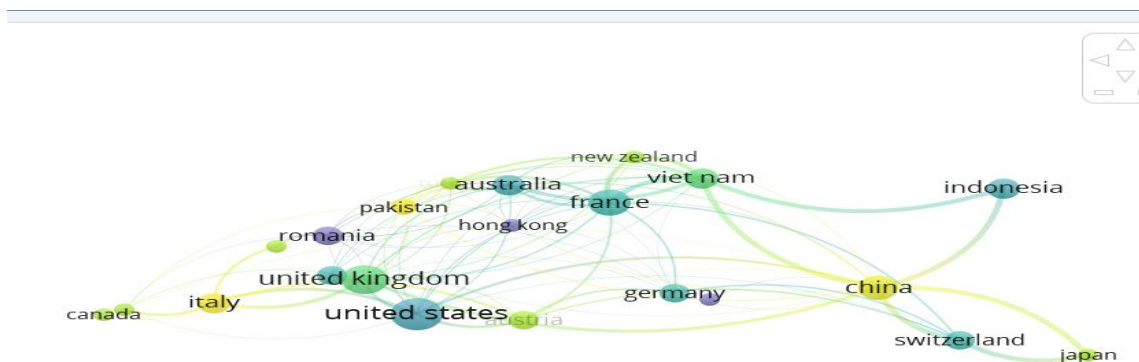 new zealand
viet nam
australia
indonesia
france
pakistan
hong kong
romania
united kingdom
china
germany
italy
canada
united states
austria
switzerland
japan